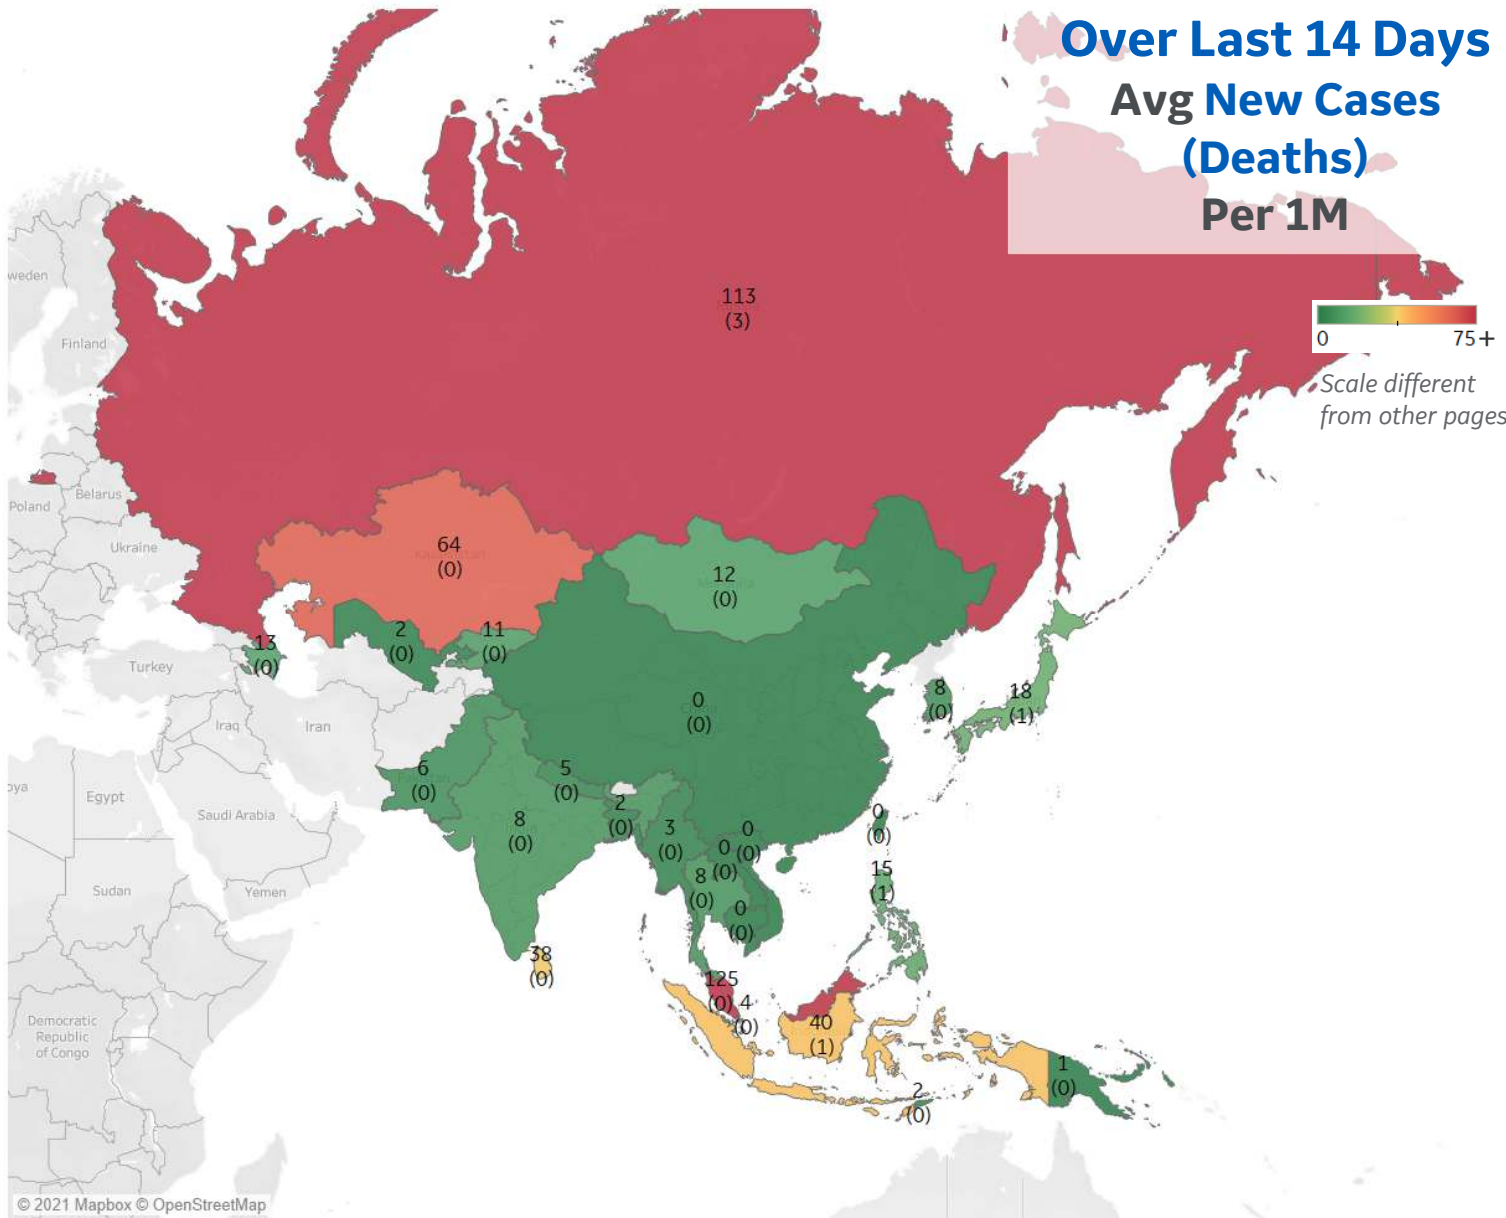 Over Last 14 Days
Avg New Cases
(Deaths)
Per 1M
0 75+
Scale different
from other pages
113
(3)
weden
Finland
Poland
Belarus
Ukraine
64
(0)
12
(0)
13
(0)
2
(0)
11
(0)
Turkey
Iraq
Iran
0
(0)
8
(0)
18
(1)
6
(0)
5
(0)
oya
Egypt
Saudi Arabia
8
(0)
2
(0)
3
(0)
0
(0)
0
(0)
0
(0)
15
(1)
8
(0)
0
(0)
Sudan
Yemen
38
(0)
125
(0)
4
(0)
40
(1)
Democratic
Republic
of Congo
1
(0)
2
(0)
© 2021 Mapbox © OpenStreetMap